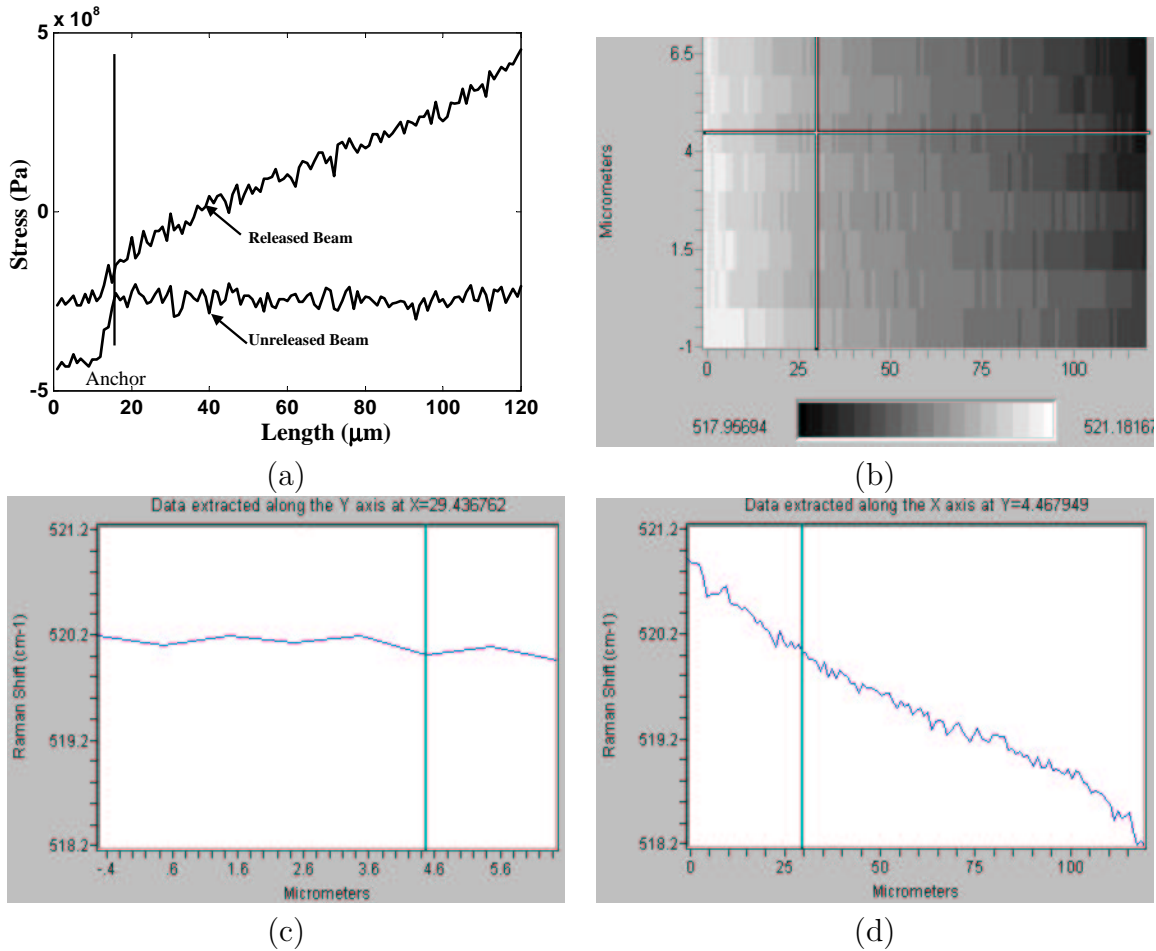 x 10^8
5
0
-5
Stress (Pa)
Released Beam
Unreleased Beam
Anchor
0 20 40 60 80 100 120
Length (μm)
(a)
6.5
4
1.5
-1
Micrometers
0 25 50 75 100
517.95694 521.18167
(b)
Data extracted along the Y axis at X=29.436762
521.2
520.2
519.2
518.2
Raman Shift (cm-1)
-.4 .6 1.6 2.6 3.6 4.6 5.6
Micrometers
(c)
Data extracted along the X axis at Y=4.467949
521.2
520.2
519.2
518.2
Raman Shift (cm-1)
0 50 100
Micrometers
(d)